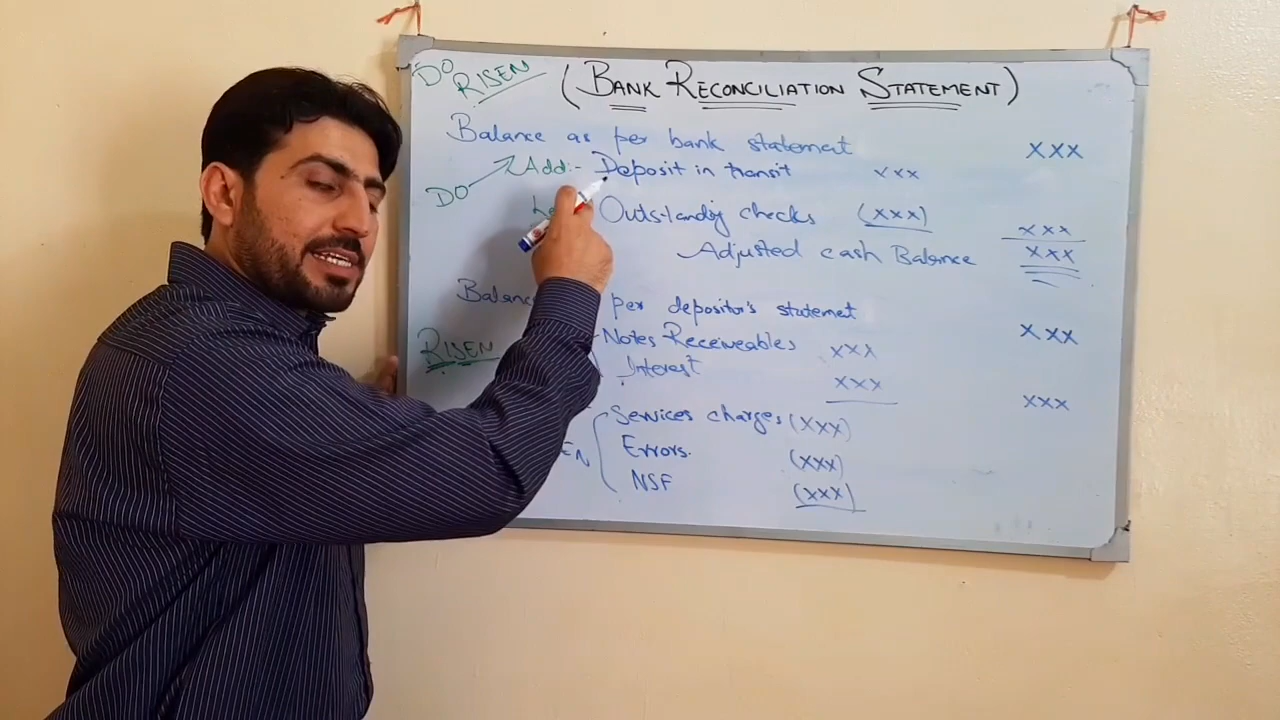 DO RISEN (BANK RECONCILIATION STATEMENT)
Balance as per bank statement XXX
DO Add:- Deposit in transit XXX
Outstanding checks (XXX) XXX
Adjusted cash Balance XXX
per depositor's statemet XXX
RISEN Notes Receiveables XXX
Interest XXX XXX
Services charges (XXX)
Errors. (XXX)
NSF (XXX)